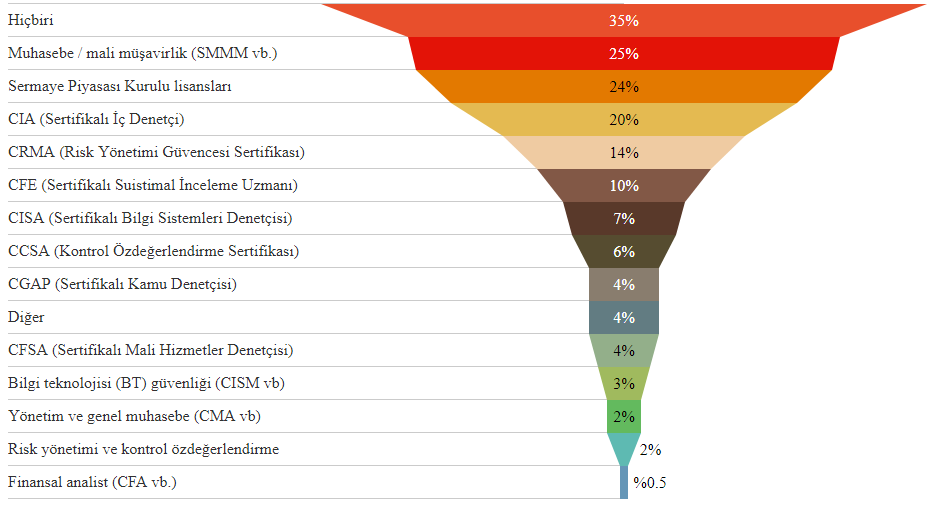 Hiçbiri 35%
Muhasebe / mali müşavirlik (SMMM vb.) 25%
Sermaye Piyasası Kurulu lisansları 24%
CIA (Sertifikalı İç Denetçi) 20%
CRMA (Risk Yönetimi Güvencesi Sertifikası) 14%
CFE (Sertifikalı Suistimal İnceleme Uzmanı) 10%
CISA (Sertifikalı Bilgi Sistemleri Denetçisi) 7%
CCSA (Kontrol Özdeğerlendirme Sertifikası) 6%
CGAP (Sertifikalı Kamu Denetçisi) 4%
Diğer 4%
CFSA (Sertifikalı Mali Hizmetler Denetçisi) 4%
Bilgi teknolojisi (BT) güvenliği (CISM vb) 3%
Yönetim ve genel muhasebe (CMA vb) 2%
Risk yönetimi ve kontrol özdeğerlendirme 2%
Finansal analist (CFA vb.) %0.5